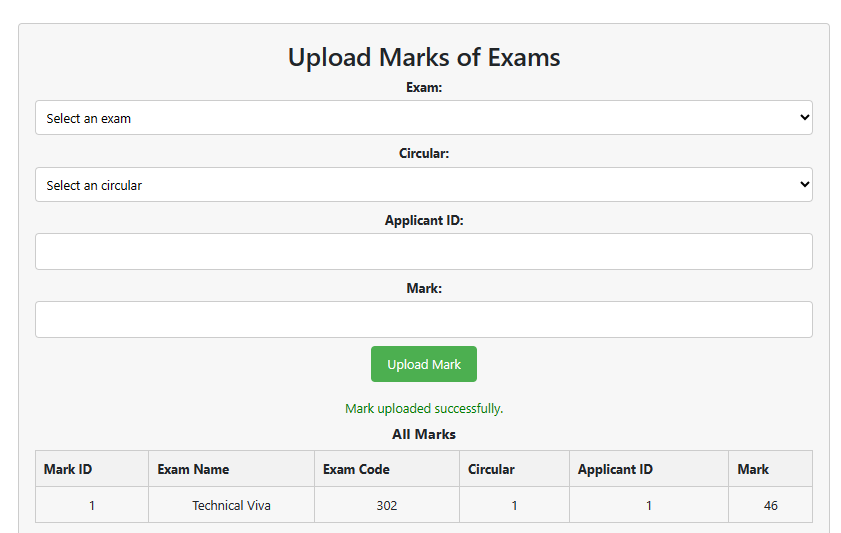 Upload Marks of Exams
Exam:
Select an exam
Circular:
Select an circular
Applicant ID:
Mark:
Upload Mark
Mark uploaded successfully.
All Marks
Mark ID Exam Name Exam Code Circular Applicant ID Mark
1 Technical Viva 302 1 1 46